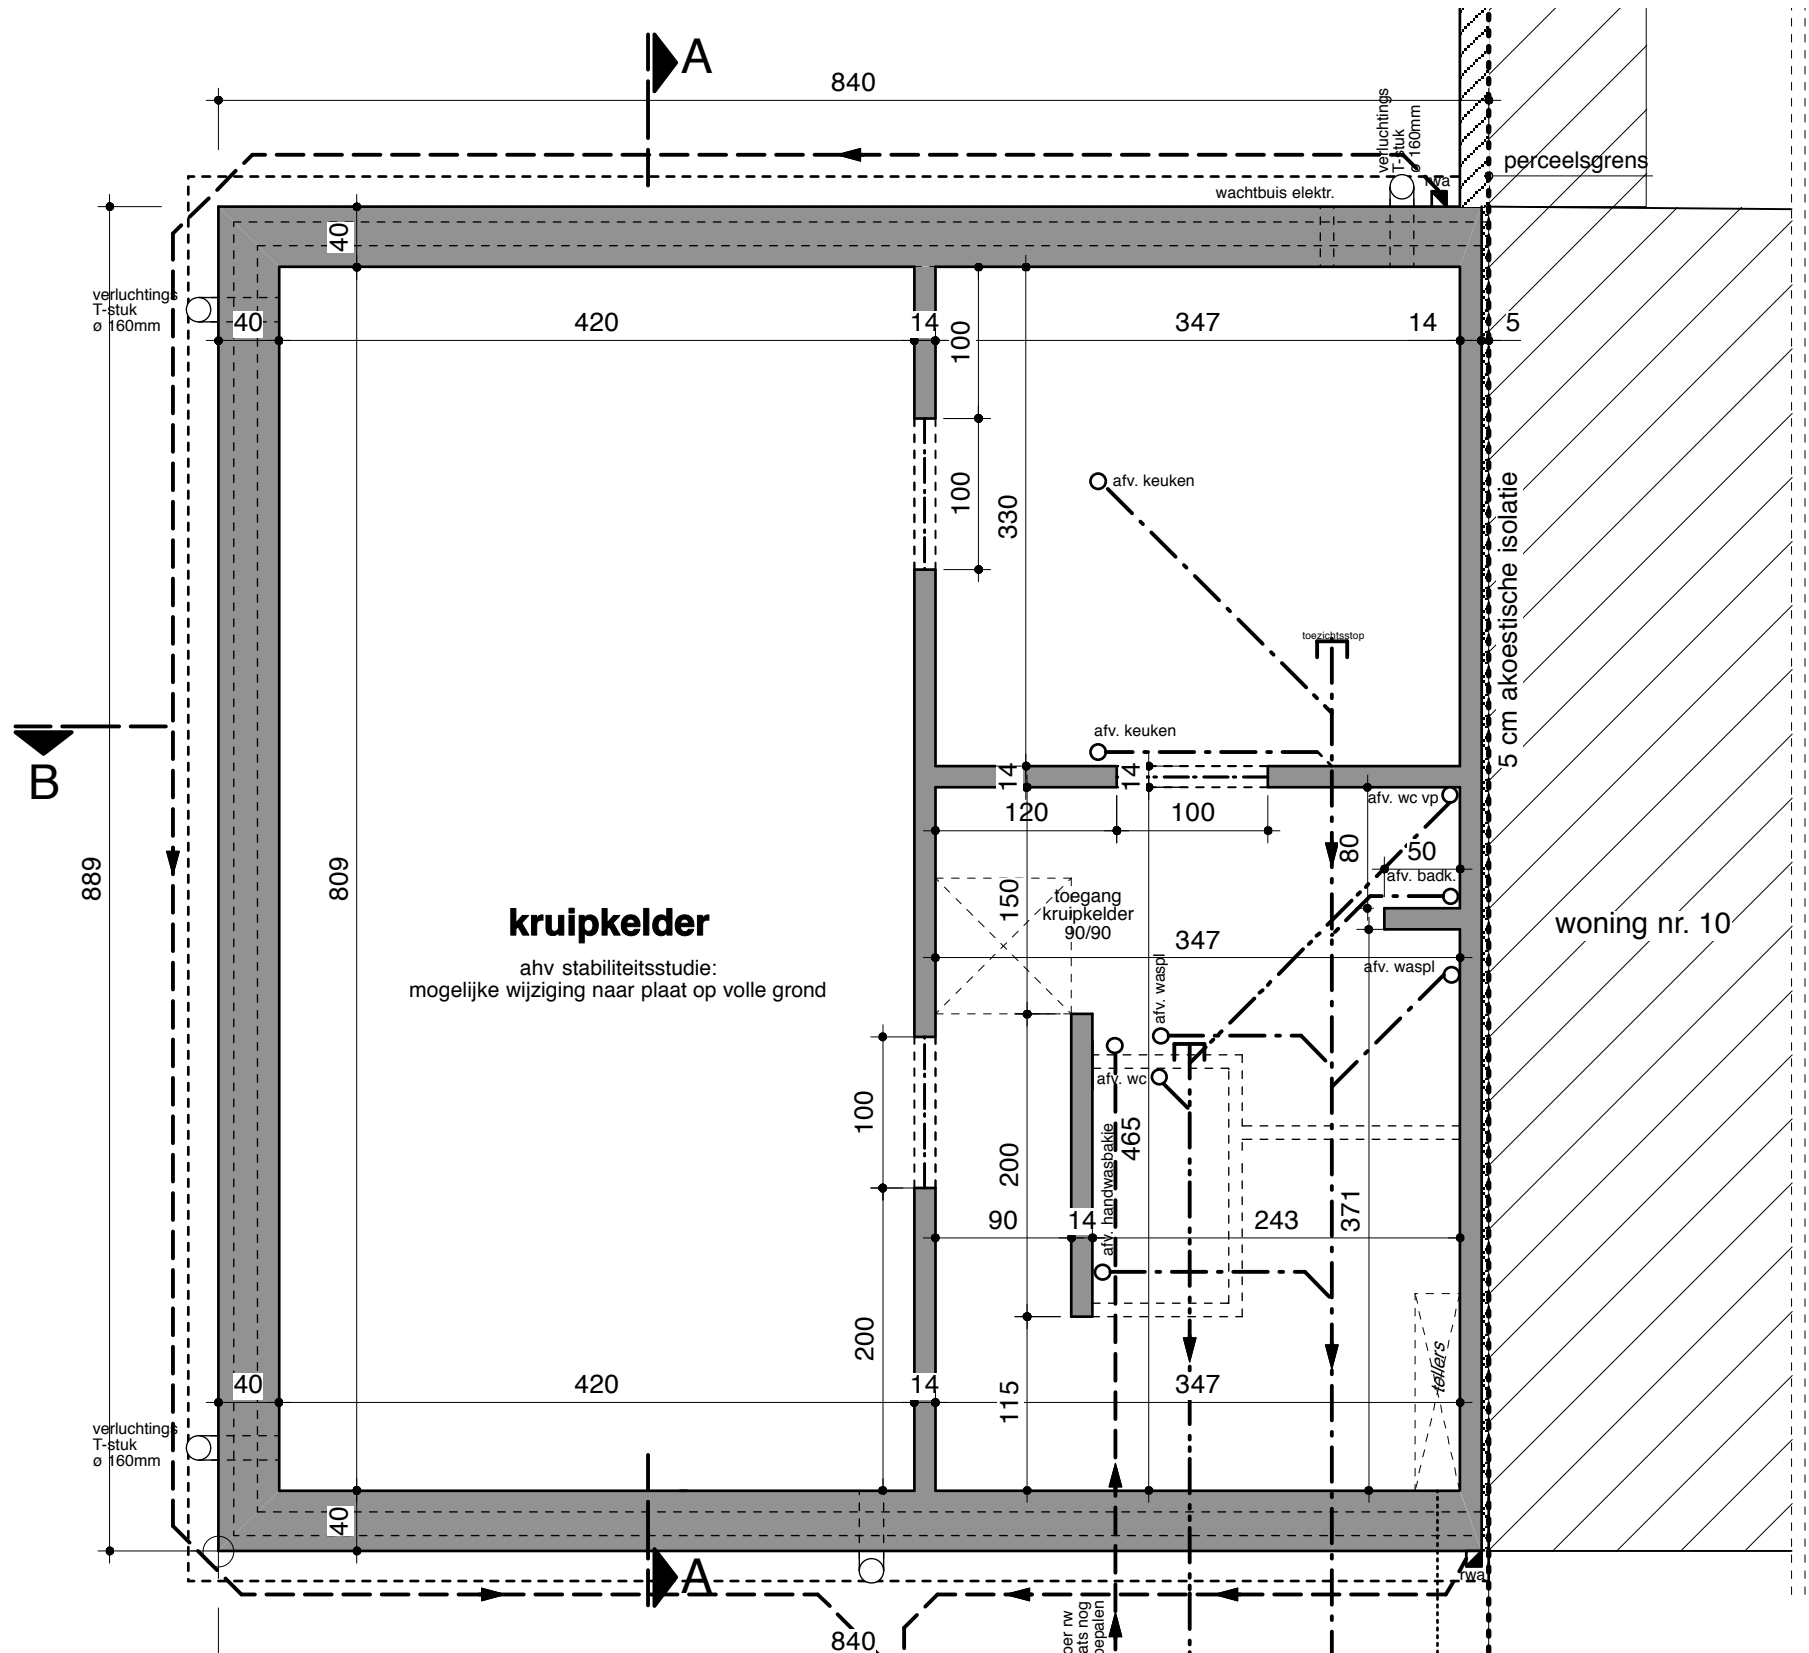 A
840
verluchtings
T-stuk
ø 160mm
perceelsgrens
rwa
wachtbuis elektr.
40
verluchtings
T-stuk
ø 160mm
40
420
14
100
347
14
5
100
330
afv. keuken
5 cm akoestische isolatie
toezichtsstop
afv. keuken
B
14
14
120
100
afv. wc vp
80
50
afv. badk.
889
809
150
toegang
kruipkelder
90/90
kruipkelder
ahv stabiliteitsstudie:
mogelijke wijziging naar plaat op volle grond
347
woning nr. 10
afv. waspl
afv. waspl
afv. wc
100
465
200
afv. handwasbakje
371
90
14
243
200
tellers
40
420
14
115
347
verluchtings
T-stuk
ø 160mm
40
A
rwa
840
ats nog